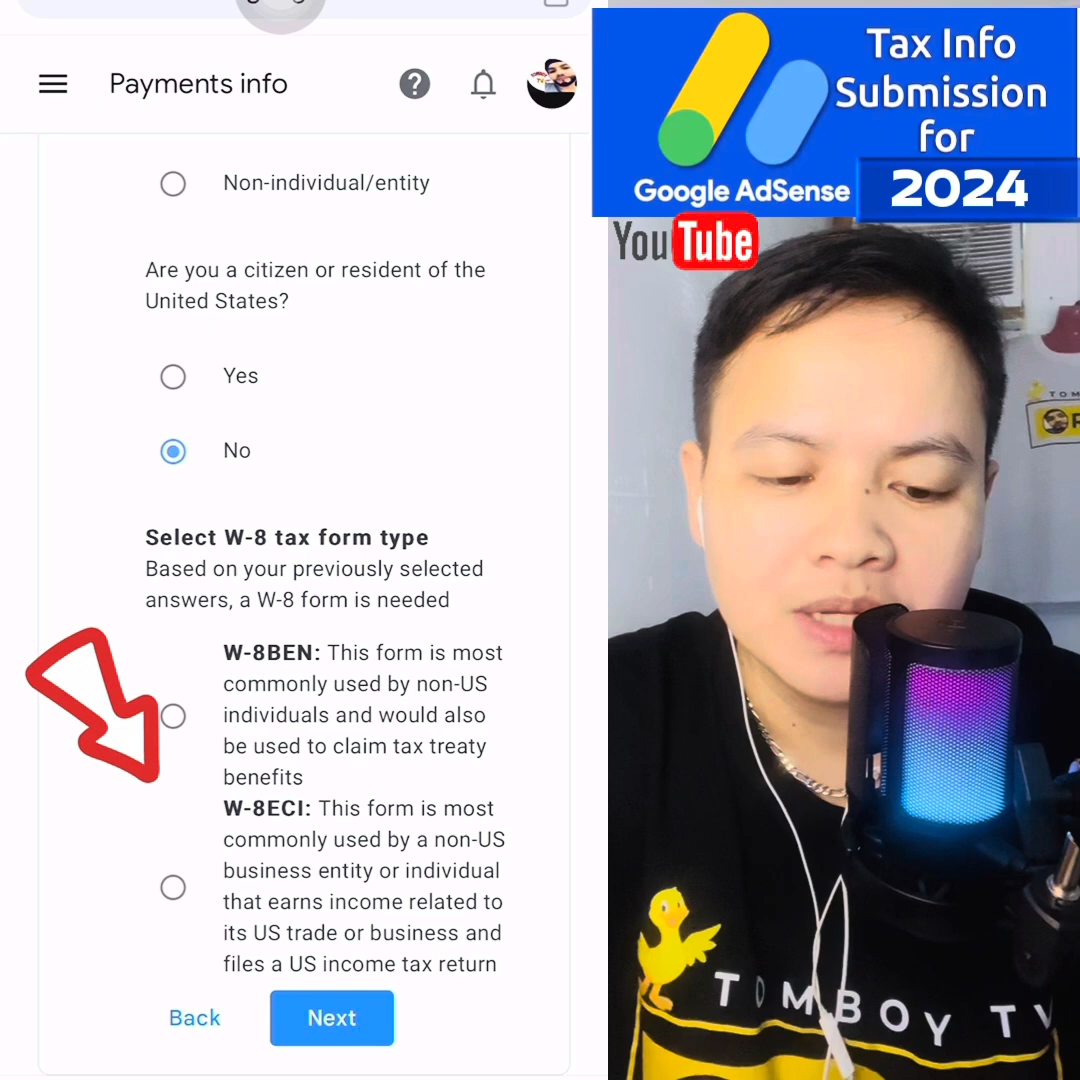 Payments info
Non-individual/entity
Are you a citizen or resident of the
United States?
Yes
No
Select W-8 tax form type
Based on your previously selected
answers, a W-8 form is needed
W-8BEN: This form is most
commonly used by non-US
individuals and would also
be used to claim tax treaty
benefits
W-8ECI: This form is most
commonly used by a non-US
business entity or individual
that earns income related to
its US trade or business and
files a US income tax return
Back
Next
Tax Info
Submission
for
2024
Google AdSense
YouTube
TOMBOY TV